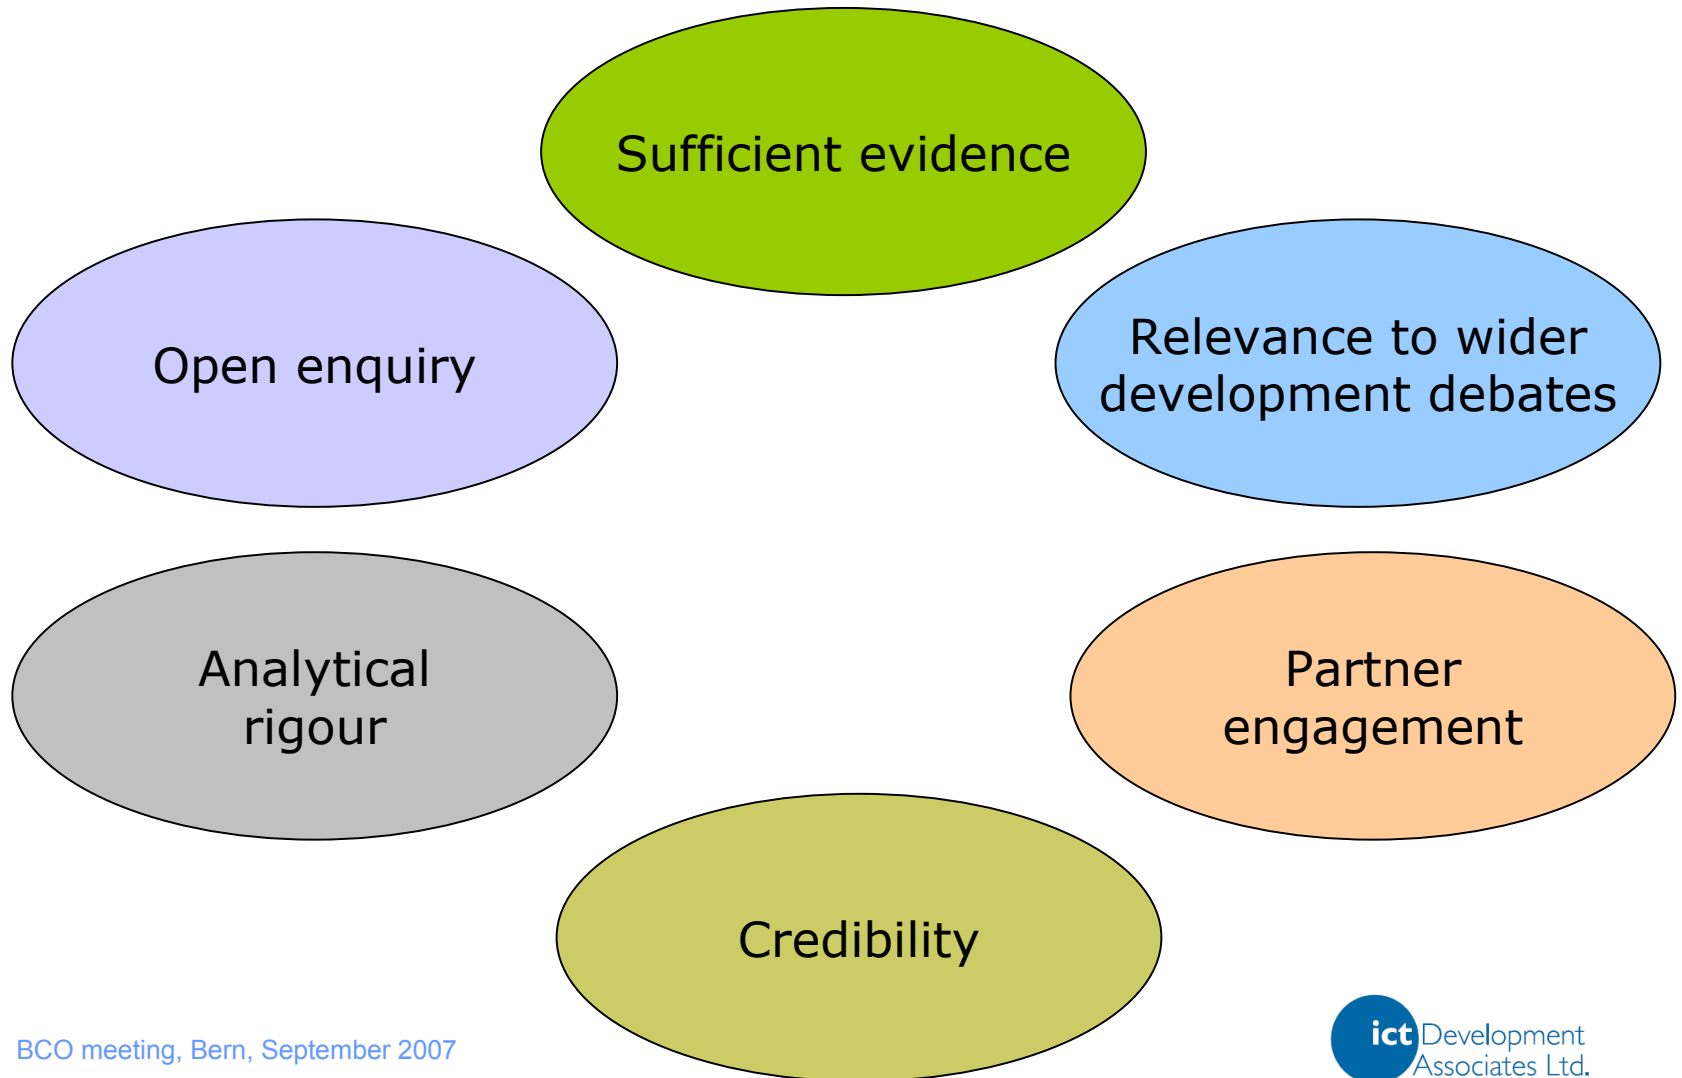 Sufficient evidence
Open enquiry
Relevance to wider
development debates
Analytical
rigour
Partner
engagement
Credibility
BCO meeting, Bern, September 2007
ict Development
Associates Ltd.